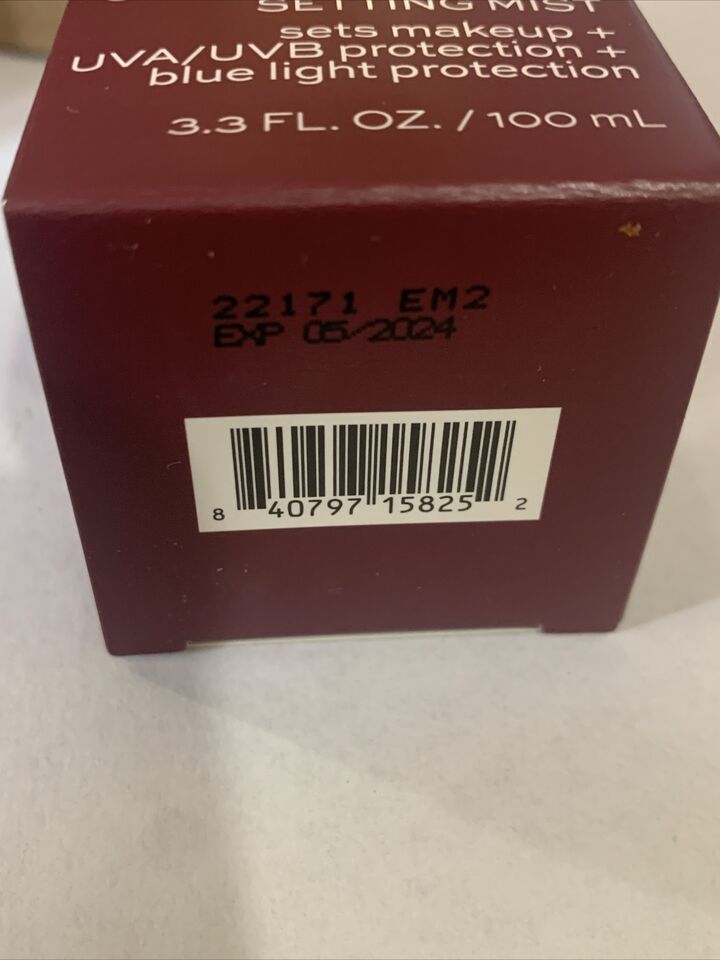 SETTING MIST
sets makeup +
UVA/UVB protection +
blue light protection
3.3 FL. OZ. / 100 mL
22171 EM2
EXP 05/2024
8 40797 15825 2